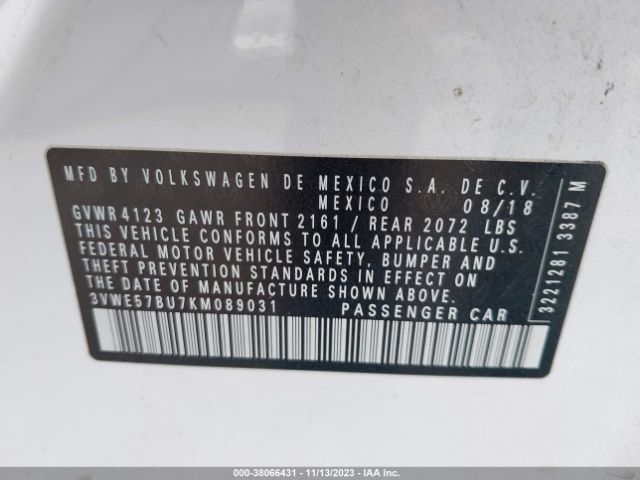 MFD BY VOLKSWAGEN DE MEXICO S.A. DE C.V.
MEXICO 08/18
GVWR 4123 GAWR FRONT 2161 / REAR 2072 LBS
THIS VEHICLE CONFORMS TO ALL APPLICABLE U.S.
FEDERAL MOTOR VEHICLE SAFETY, BUMPER AND
THEFT PREVENTION STANDARDS IN EFFECT ON
THE DATE OF MANUFACTURE SHOWN ABOVE.
3VWE57BU7KM089031 PASSENGER CAR
3221281 3387 M
000-38066431 - 11/13/2023 - Copyright 2023 IAA, Inc.